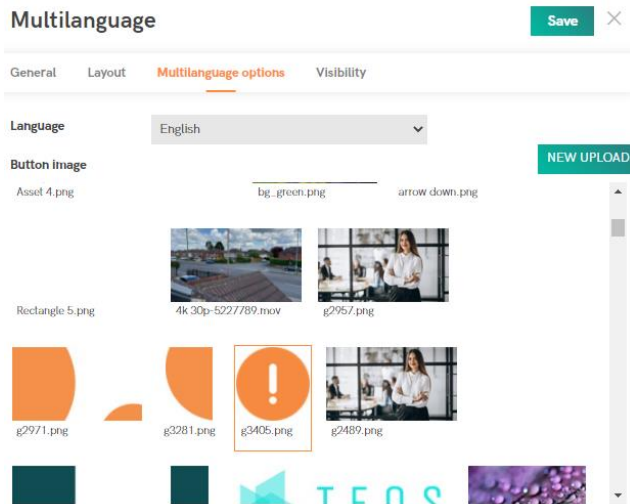 Multilanguage
Save
General Layout Multilanguage options Visibility
Language
English
Button image
NEW UPLOAD
Asset 4.png bg_green.png arrow down.png
Rectangle 5.png 4k 30p-5227789.mov g2957.png
g2971.png g3281.png g3405.png g2489.png
TEOS